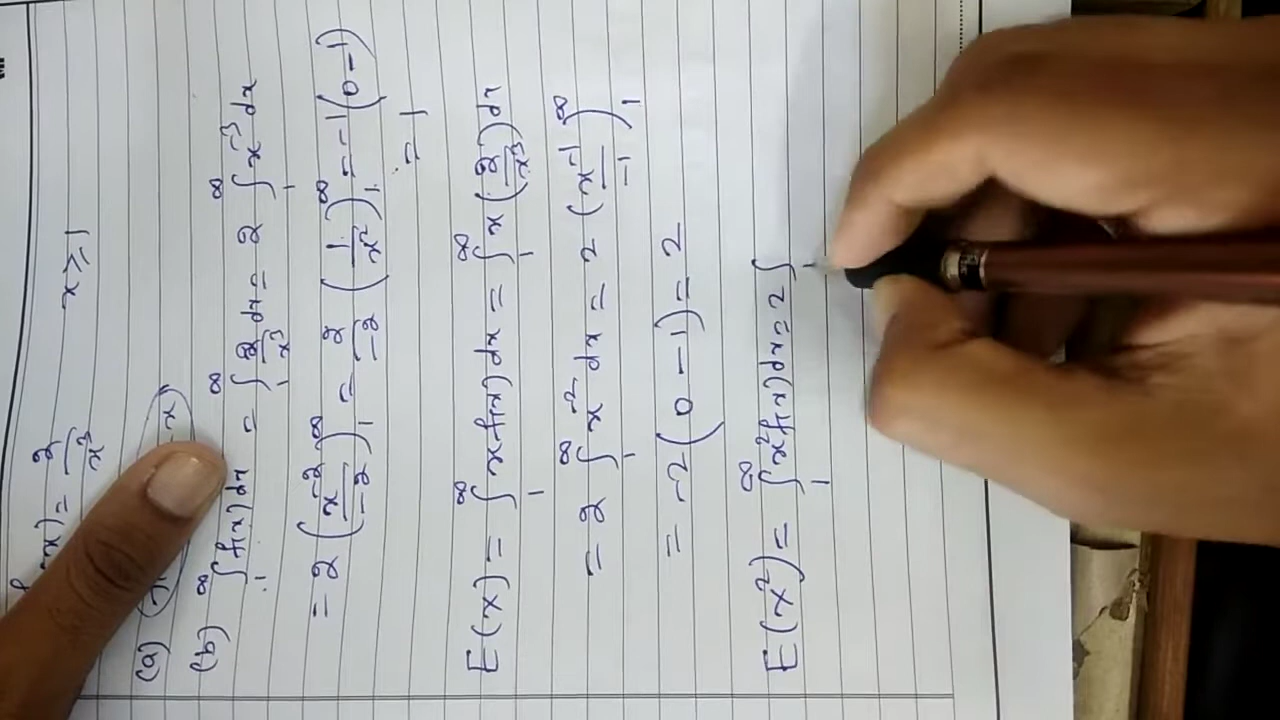 f(x) = 2/x³ x ≥ 1
(a)
(b) ∫₁^∞ f(x) dx = ∫₁^∞ 2/x³ dx = 2 ∫₁^∞ x⁻³ dx
= 2 (x⁻²/-2)₁^∞ = 2/-2 (1/x²)₁^∞ = -1(0-1)
= 1
E(x) = ∫₁^∞ x f(x) dx = ∫₁^∞ x (2/x³) dx
= 2 ∫₁^∞ x⁻² dx = 2 (x⁻¹/-1)₁^∞
= -2(0-1) = 2
E(x²) = ∫₁^∞ x² f(x) dx = 2 ∫₁